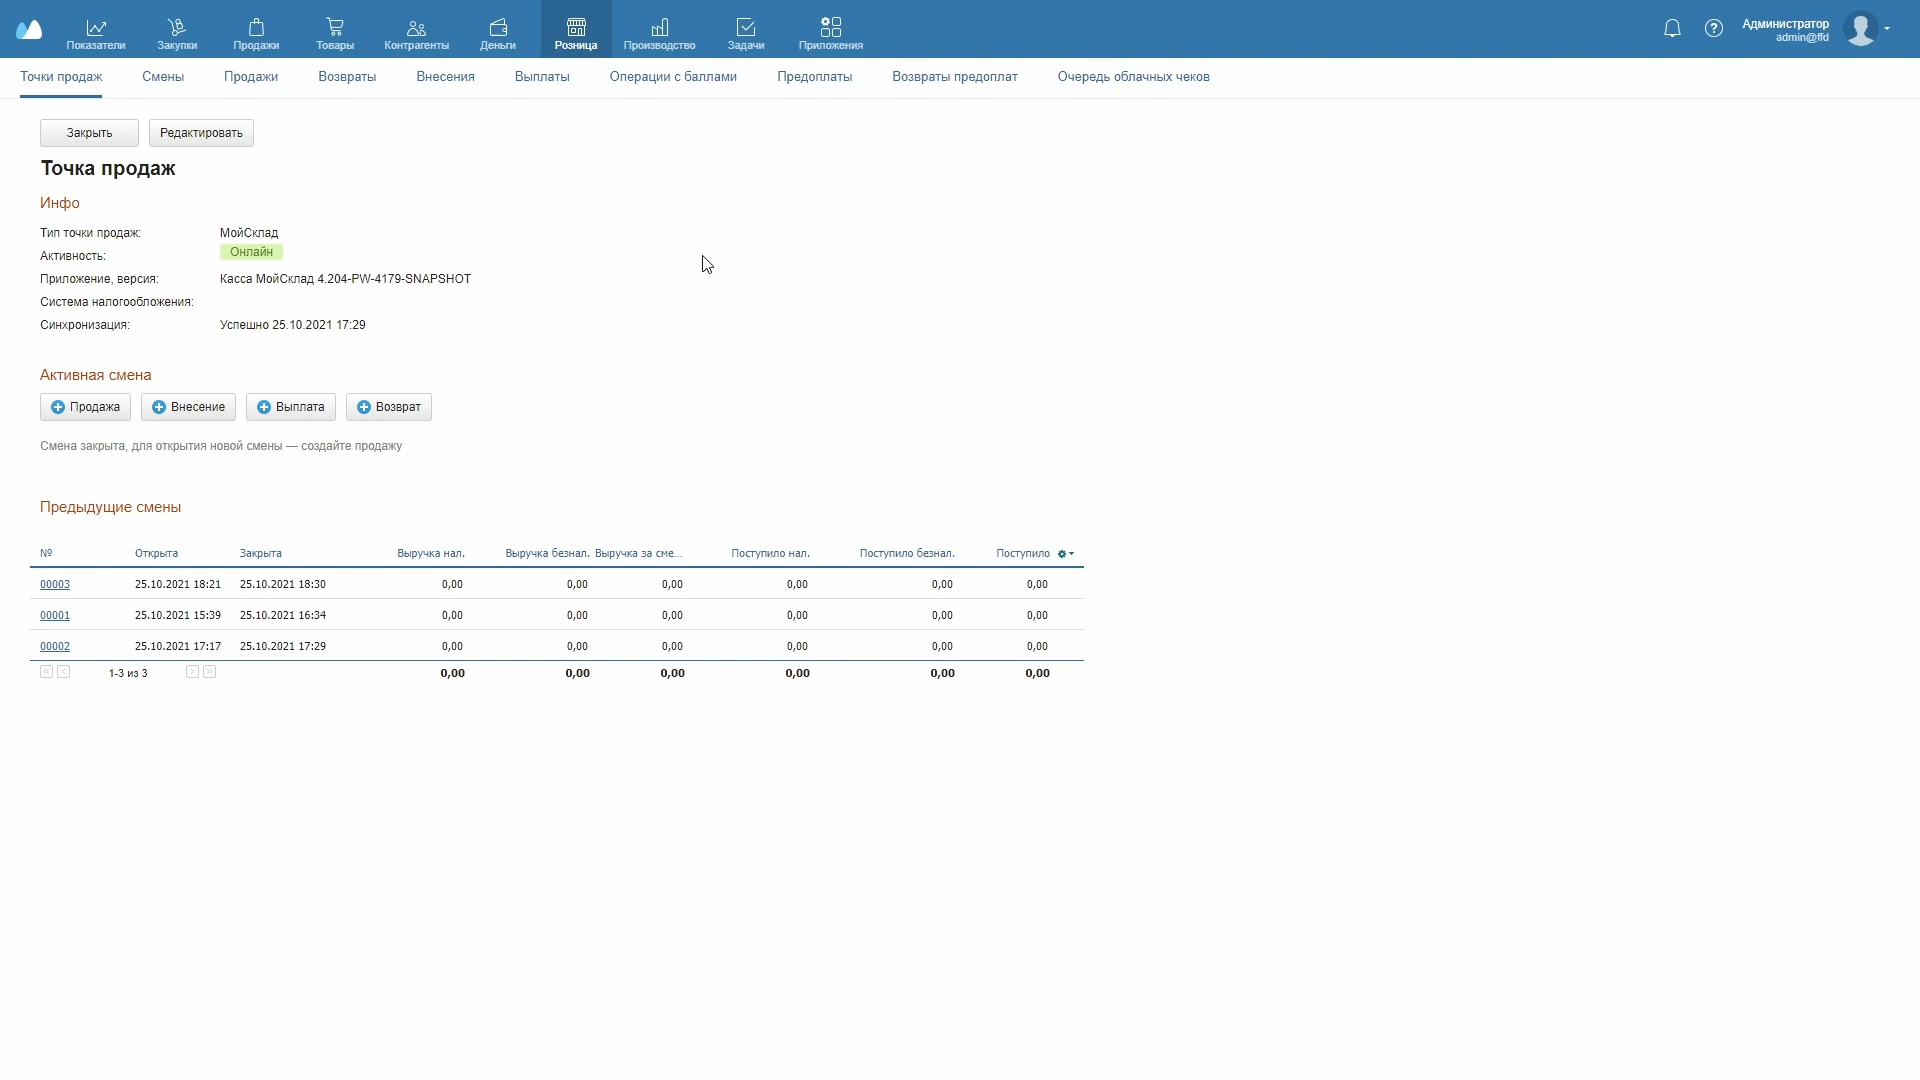 Показатели Закупки Продажи Товары Контрагенты Деньги Розница Производство Задачи Приложения
Администратор
admin@ffd
Точки продаж Смены Продажи Возвраты Внесения Выплаты Операции с баллами Предоплаты Возвраты предоплат Очередь облачных чеков
Закрыть Редактировать
Точка продаж
Инфо
Тип точки продаж: МойСклад
Активность: Онлайн
Приложение, версия: Касса МойСклад 4.204-PW-4179-SNAPSHOT
Система налогообложения:
Синхронизация: Успешно 25.10.2021 17:29
Активная смена
Продажа Внесение Выплата Возврат
Смена закрыта, для открытия новой смены — создайте продажу
Предыдущие смены
№ Открыта Закрыта Выручка нал. Выручка безнал. Выручка за сме... Поступило нал. Поступило безнал. Поступило
00003 25.10.2021 18:21 25.10.2021 18:30 0,00 0,00 0,00 0,00 0,00 0,00
00001 25.10.2021 15:39 25.10.2021 16:34 0,00 0,00 0,00 0,00 0,00 0,00
00002 25.10.2021 17:17 25.10.2021 17:29 0,00 0,00 0,00 0,00 0,00 0,00
1-3 из 3 0,00 0,00 0,00 0,00 0,00 0,00